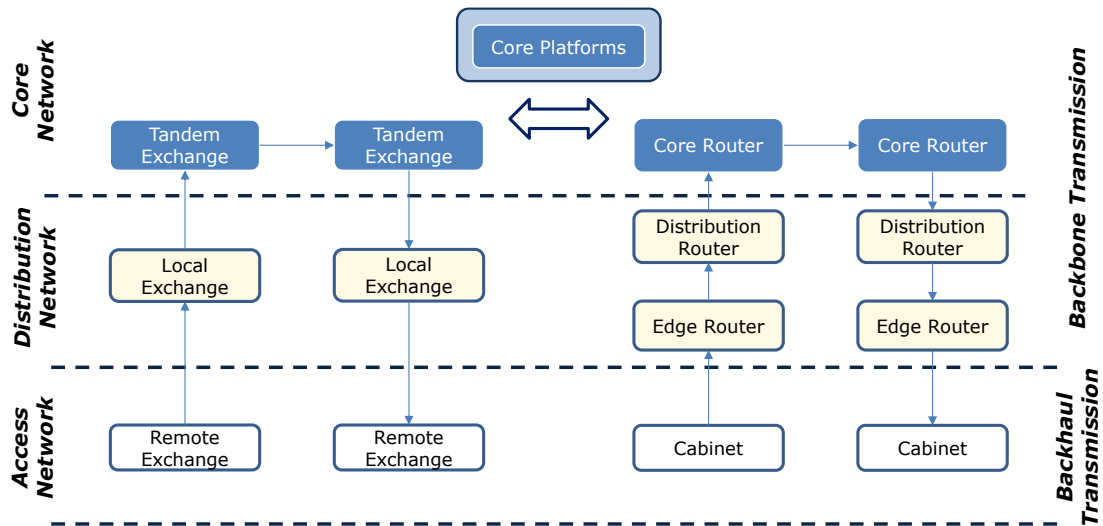 Core
Network
Core Platforms
Tandem
Exchange
Tandem
Exchange
Core Router
Core Router
Distribution
Network
Local
Exchange
Local
Exchange
Distribution
Router
Distribution
Router
Edge Router
Edge Router
Backbone Transmission
Access
Network
Remote
Exchange
Remote
Exchange
Cabinet
Cabinet
Backhaul
Transmission